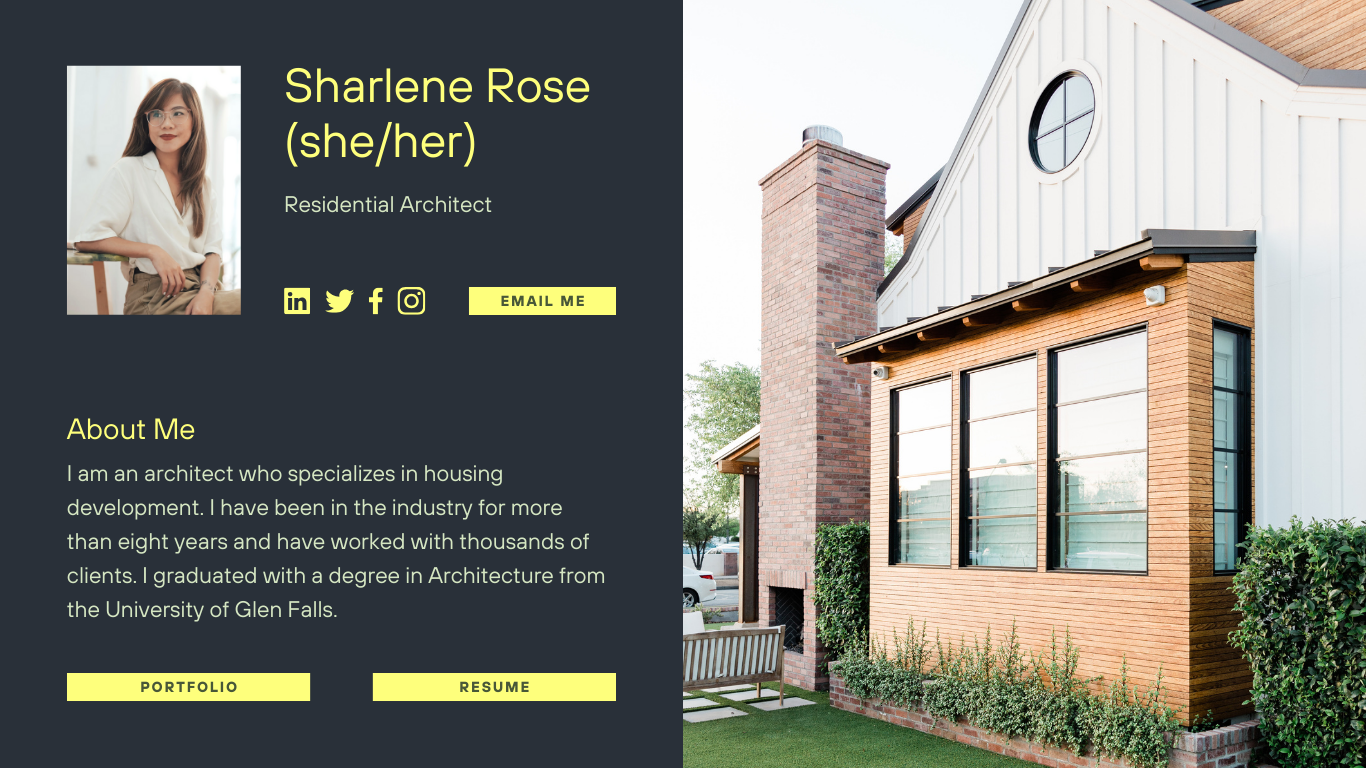 Sharlene Rose
(she/her)
Residential Architect
in
EMAIL ME
About Me
I am an architect who specializes in housing
development. I have been in the industry for more
than eight years and have worked with thousands of
clients. I graduated with a degree in Architecture from
the University of Glen Falls.
PORTFOLIO
RESUME